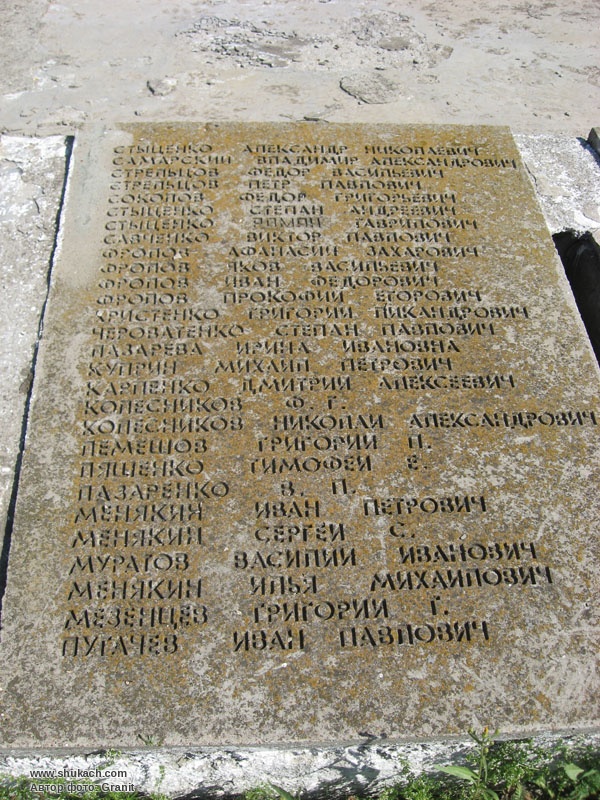 СТЫЦЕНКО АЛЕКСАНДР НИКОЛАЕВИЧ
САМАРСКИЙ ВЛАДИМИР АЛЕКСАНДРОВИЧ
СТРЕЛЬЦОВ ФЕДОР ВАСИЛЬЕВИЧ
СТРЕЛЬЦОВ ПЕТР ПАВЛОВИЧ
СОКОЛОВ ФЕДОР ГРИГОРЬЕВИЧ
СТЫЦЕНКО СТЕПАН АНДРЕЕВИЧ
СТЫЦЕНКО ГАВРИЛОВИЧ
САВЧЕНКО ВИКТОР ПАВЛОВИЧ
ФРОЛОВ АФАНАСИЙ ЗАХАРОВИЧ
ФРОЛОВ ЯКОВ ВАСИЛЬЕВИЧ
ФРОЛОВ ИВАН ФЕДОРОВИЧ
ФРОЛОВ ПРОКОФИЙ ЕГОРОВИЧ
ХРИСТЕНКО ГРИГОРИЙ НИКАНДРОВИЧ
ЧЕРОВАТЕНКО СТЕПАН ПАВЛОВИЧ
ЛАЗАРЕВА ИРИНА ИВАНОВНА
КУПРИН МИХАИЛ ПЕТРОВИЧ
КАРПЕНКО ДМИТРИЙ АЛЕКСЕЕВИЧ
КОЛЕСНИКОВ Ф. Г.
КОЛЕСНИКОВ НИКОЛАЙ АЛЕКСАНДРОВИЧ
ЛЕМЕШОВ ГРИГОРИЙ П.
ЛЯШЕНКО ТИМОФЕЙ Е.
ЛАЗАРЕНКО В. П.
МЕНЯКИН ИВАН ПЕТРОВИЧ
МЕНЯКИН СЕРГЕЙ С.
МУРАТОВ ВАСИЛИЙ ИВАНОВИЧ
МЕНЯКИН ИЛЬЯ МИХАИЛОВИЧ
МЕЗЕНЦЕВ ГРИГОРИЙ Г.
ПУГАЧЕВ ИВАН ПАВЛОВИЧ
www.shukach.com
Автор фото: Granit